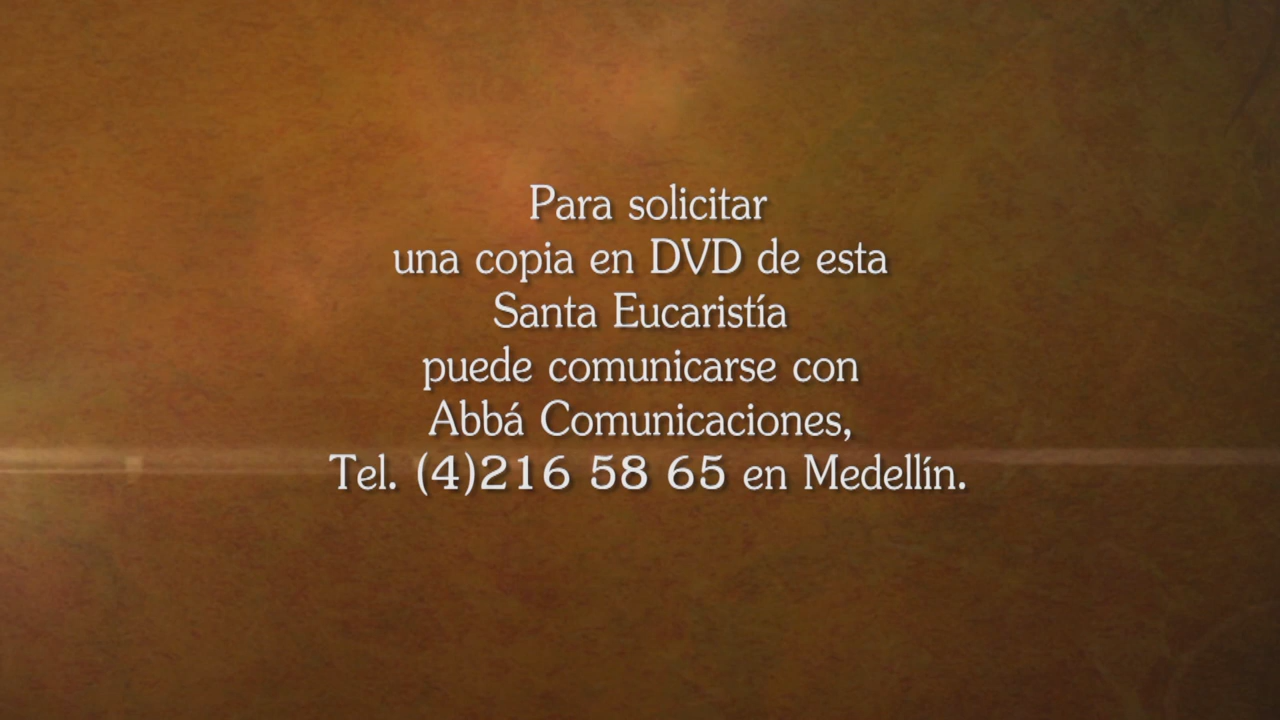 Para solicitar
una copia en DVD de esta
Santa Eucaristía
puede comunicarse con
Abbá Comunicaciones,
Tel. (4)216 58 65 en Medellín.